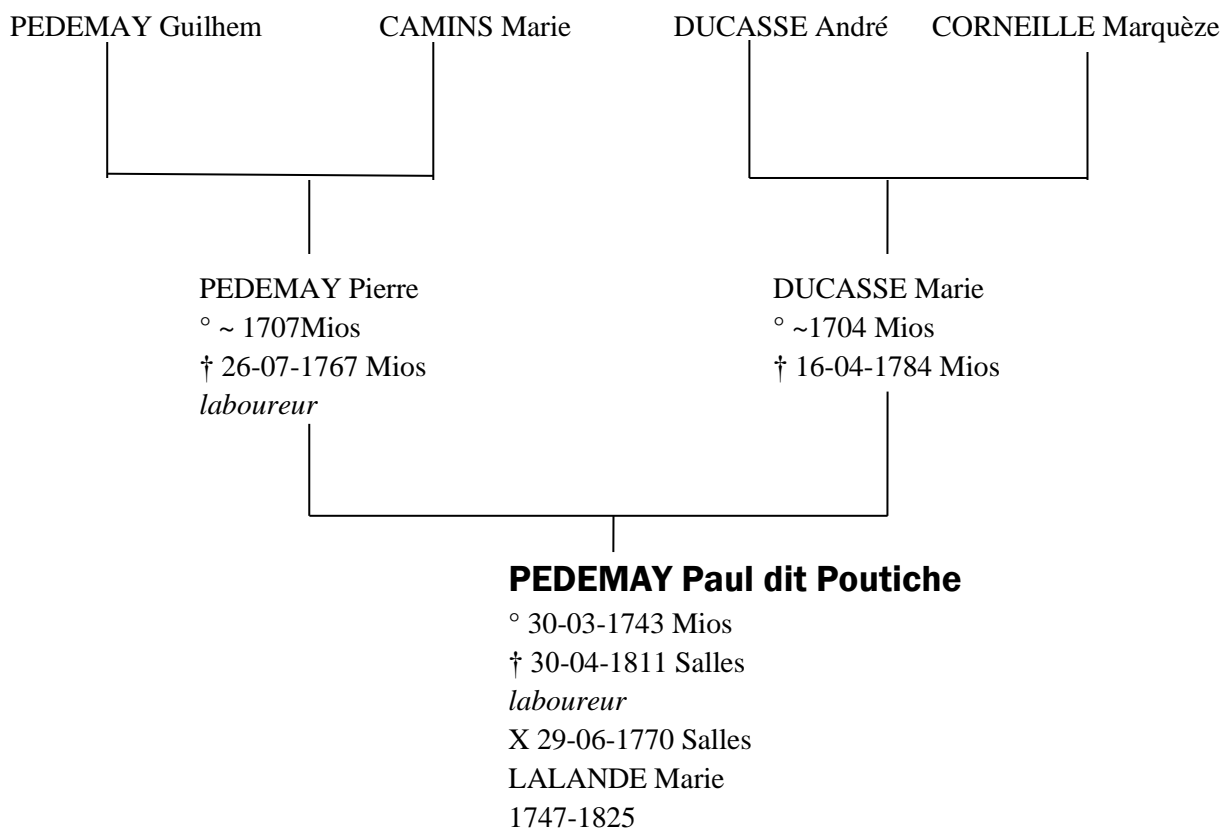 PEDEMAY Guilhem CAMINS Marie DUCASSE André CORNEILLE Marquèze
PEDEMAY Pierre
° ~ 1707Mios
† 26-07-1767 Mios
laboureur
DUCASSE Marie
° ~1704 Mios
† 16-04-1784 Mios
PEDEMAY Paul dit Poutiche
° 30-03-1743 Mios
† 30-04-1811 Salles
laboureur
X 29-06-1770 Salles
LALANDE Marie
1747-1825